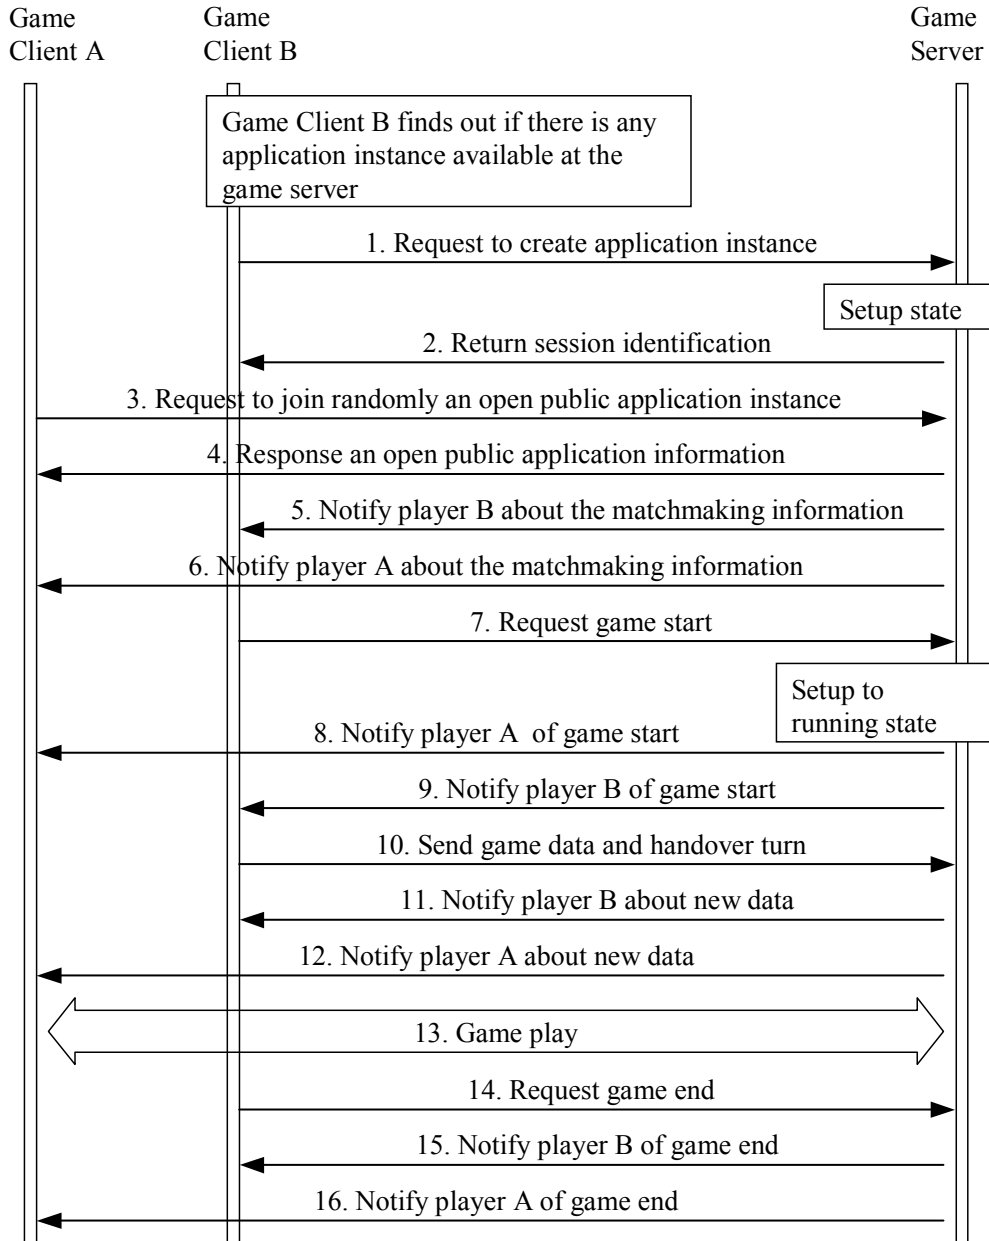 Game
Client A
Game
Client B
Game
Server
Game Client B finds out if there is any
application instance available at the
game server
1. Request to create application instance
Setup state
2. Return session identification
3. Request to join randomly an open public application instance
4. Response an open public application information
5. Notify player B about the matchmaking information
6. Notify player A about the matchmaking information
7. Request game start
Setup to
running state
8. Notify player A of game start
9. Notify player B of game start
10. Send game data and handover turn
11. Notify player B about new data
12. Notify player A about new data
13. Game play
14. Request game end
15. Notify player B of game end
16. Notify player A of game end